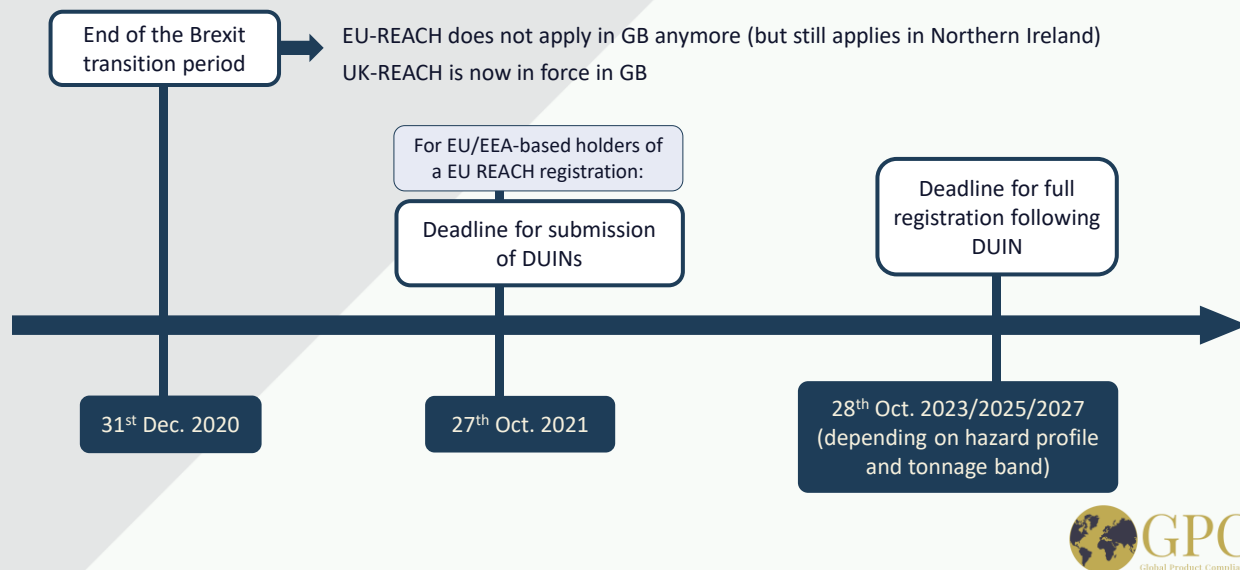 End of the Brexit
transition period
EU-REACH does not apply in GB anymore (but still applies in Northern Ireland)
UK-REACH is now in force in GB
For EU/EEA-based holders of
a EU REACH registration:
Deadline for submission
of DUINs
Deadline for full
registration following
DUIN
31st Dec. 2020
27th Oct. 2021
28th Oct. 2023/2025/2027
(depending on hazard profile
and tonnage band)
GPC
Global Product Complian